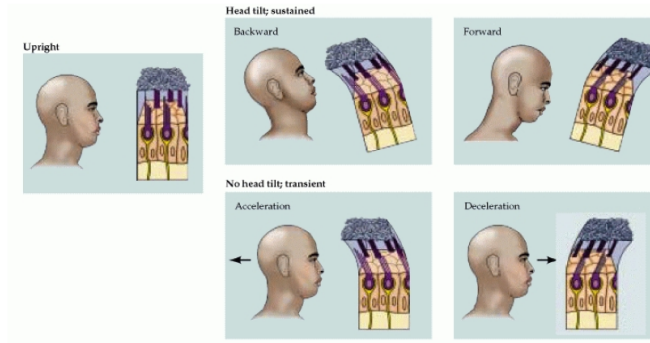 Head tilt; sustained
Backward
Forward
Upright
No head tilt; transient
Acceleration
Deceleration